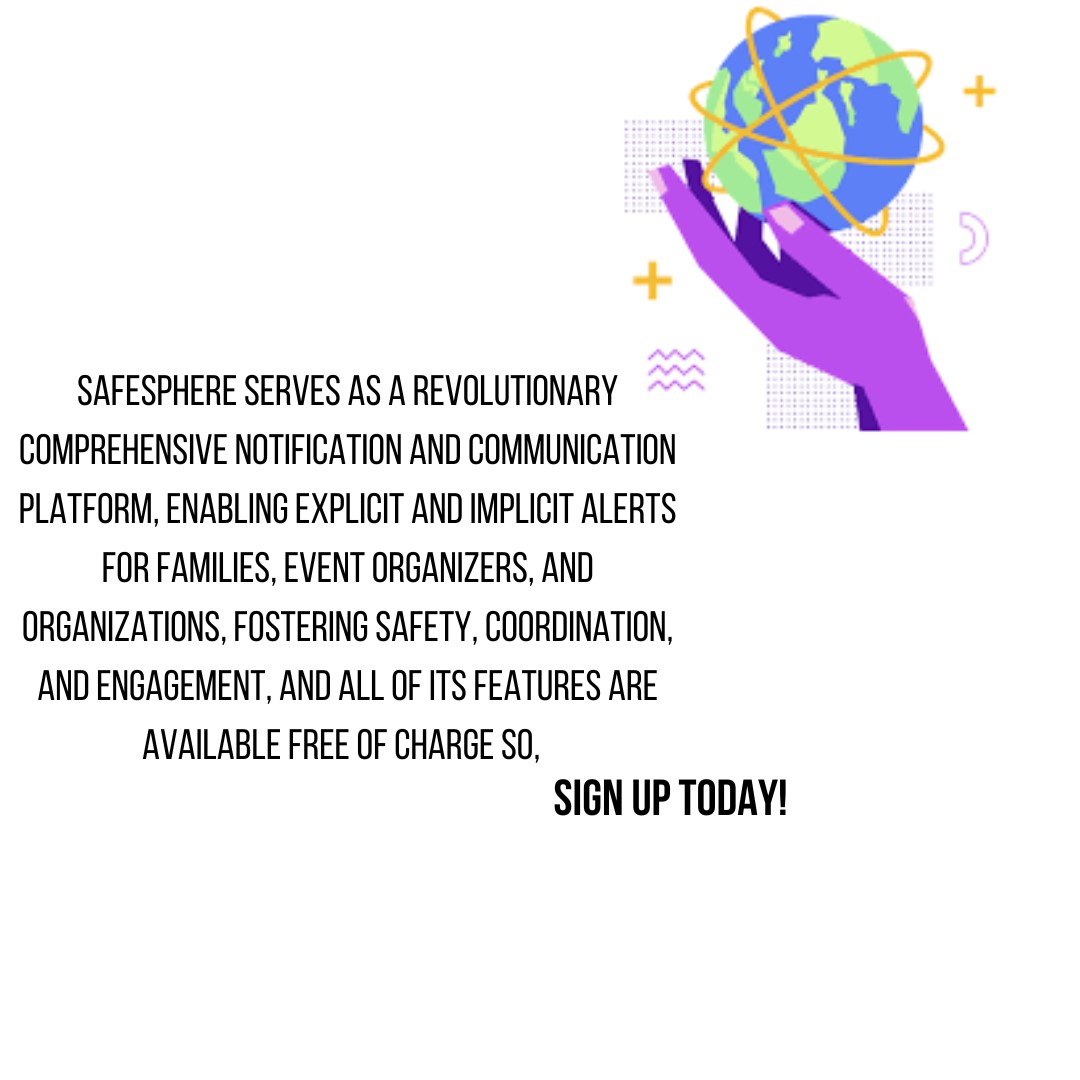 SAFESPHERE SERVES AS A REVOLUTIONARY
COMPREHENSIVE NOTIFICATION AND COMMUNICATION
PLATFORM, ENABLING EXPLICIT AND IMPLICIT ALERTS
FOR FAMILIES, EVENT ORGANIZERS, AND
ORGANIZATIONS, FOSTERING SAFETY, COORDINATION,
AND ENGAGEMENT, AND ALL OF ITS FEATURES ARE
AVAILABLE FREE OF CHARGE SO,
SIGN UP TODAY!